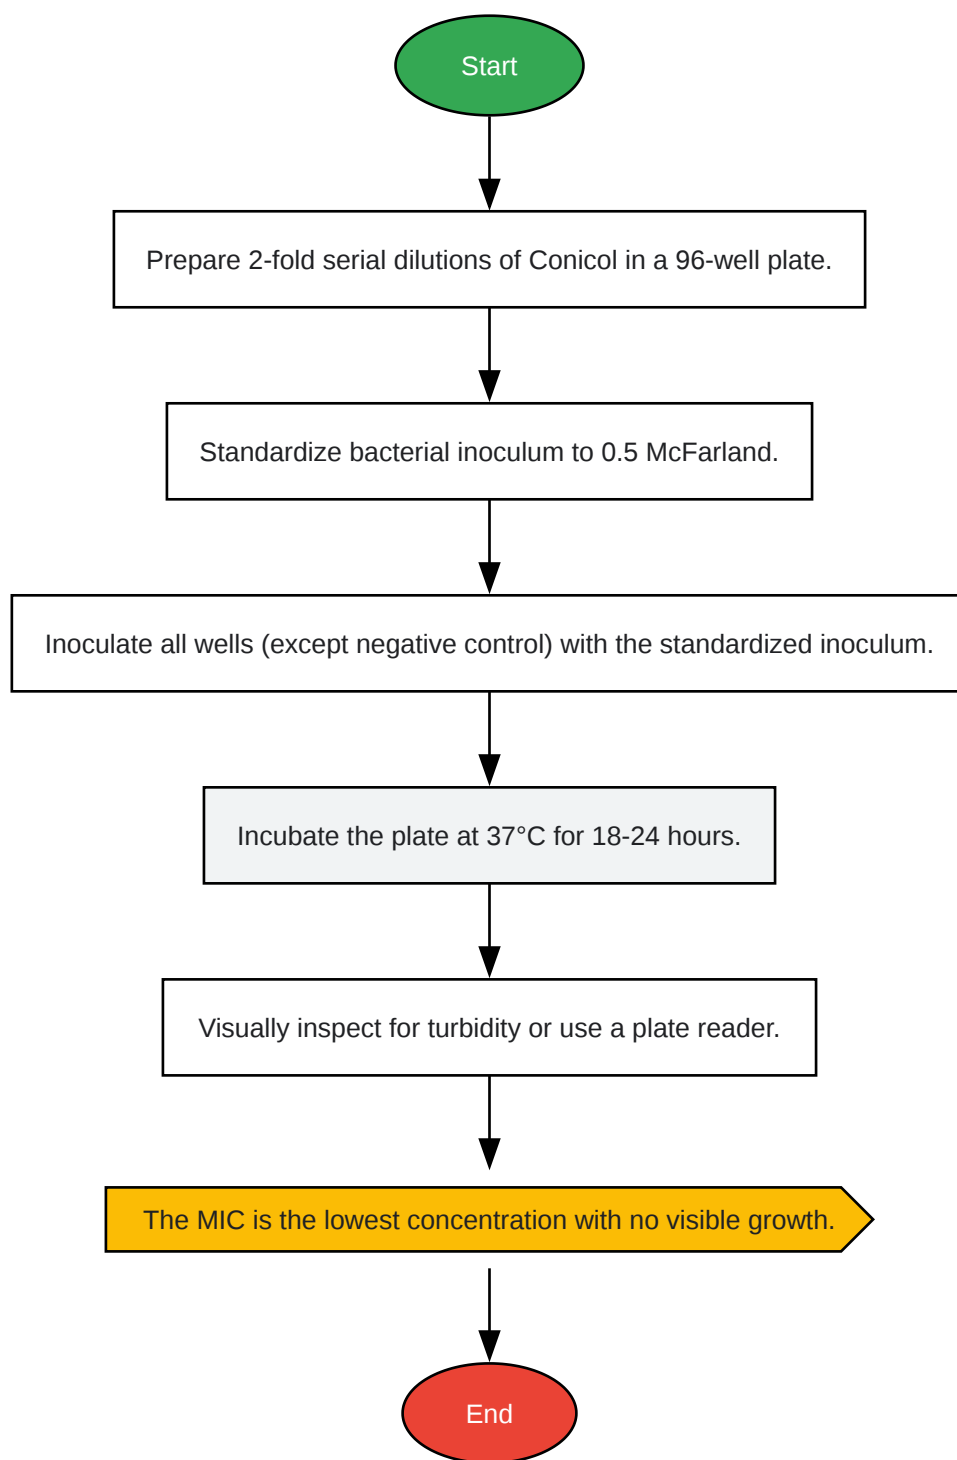 Start
Prepare 2-fold serial dilutions of Conicol in a 96-well plate.
Standardize bacterial inoculum to 0.5 McFarland.
Inoculate all wells (except negative control) with the standardized inoculum.
Incubate the plate at 37°C for 18-24 hours.
Visually inspect for turbidity or use a plate reader.
The MIC is the lowest concentration with no visible growth.
End